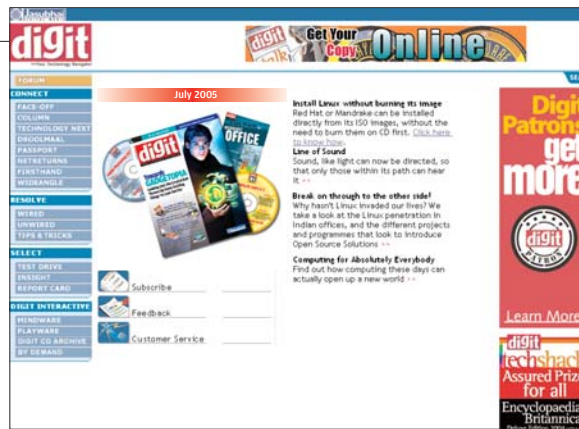 Jasubhai
digit
Your Technology Navigator
Get Your
Copy
Online
digit
FORUM
CONNECT
FACE-OFF
COLUMN
TECHNOLOGY NEXT
DROOLMAAL
PASSPORT
NETRETURNS
FIRSTHAND
WIDEANGLE
RESOLVE
WIRED
UNWIRED
TIPS & TRICKS
SELECT
TEST DRIVE
INSIGHT
REPORT CARD
DIGIT INTERACTIVE
MINDWARE
PLAYWARE
DIGIT CD ARCHIVE
BY DEMAND
July 2005
digit
GADGETOPIA
OFFICE
Subscribe
Feedback
Customer Service
Install Linux without burning its image
Red Hat or Mandrake can be installed
directly from its ISO images, without the
need to burn them on CD first. Click here
to know how.
Line of Sound
Sound, like light can now be directed, so
that only those within its path can hear
it >>
Break on through to the other side!
Why hasn't Linux invaded our lives? We
take a look at the Linux penetration in
Indian offices, and the different projects
and programmes that look to introduce
Open Source Solutions >>
Computing for Absolutely Everybody
Find out how computing these days can
actually open up a new world >>
SEA
Digi
Patrons
get
more
digit
PATRON
Learn More
digit
techshack
Assured Prize
for all
Encyclopaedia
Britannica